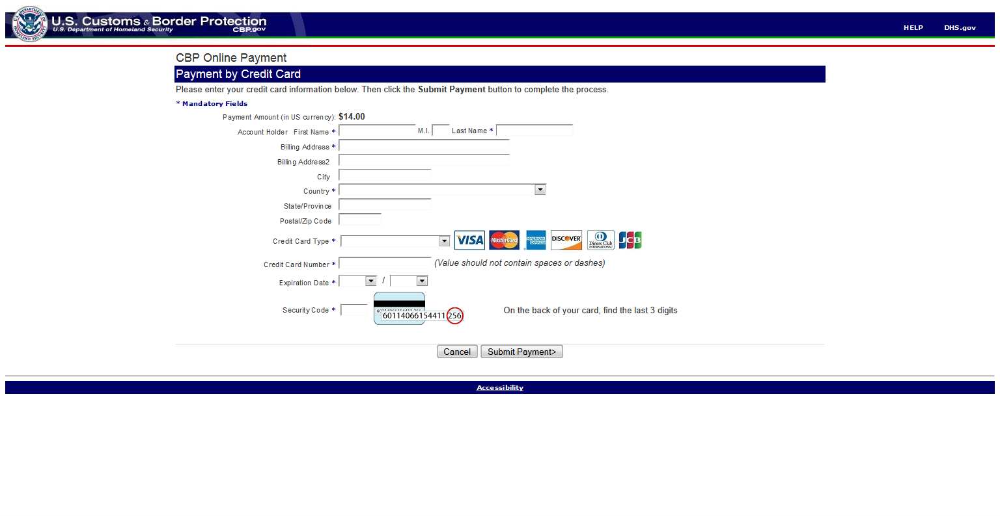 U.S. Customs & Border Protection
U.S. Department of Homeland Security
CBP.gov
HELP DHS.gov
CBP Online Payment
Payment by Credit Card
Please enter your credit card information below. Then click the Submit Payment button to complete the process.
* Mandatory Fields
Payment Amount (in US currency): $14.00
Account Holder First Name * M.I. Last Name *
Billing Address *
Billing Address2
City
Country *
State/Province
Postal/Zip Code
Credit Card Type * VISA MasterCard AMERICAN EXPRESS DISCOVER Diners Club INTERNATIONAL JCB
Credit Card Number * (Value should not contain spaces or dashes)
Expiration Date * /
Security Code * 60114066154411 256 On the back of your card, find the last 3 digits
Cancel Submit Payment>
Accessibility